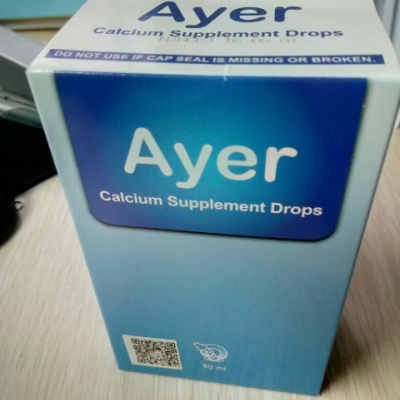 Ayer
Calcium Supplement Drops
DO NOT USE IF CAP SEAL IS MISSING OR BROKEN.
Ayer
Calcium Supplement Drops
50 ml